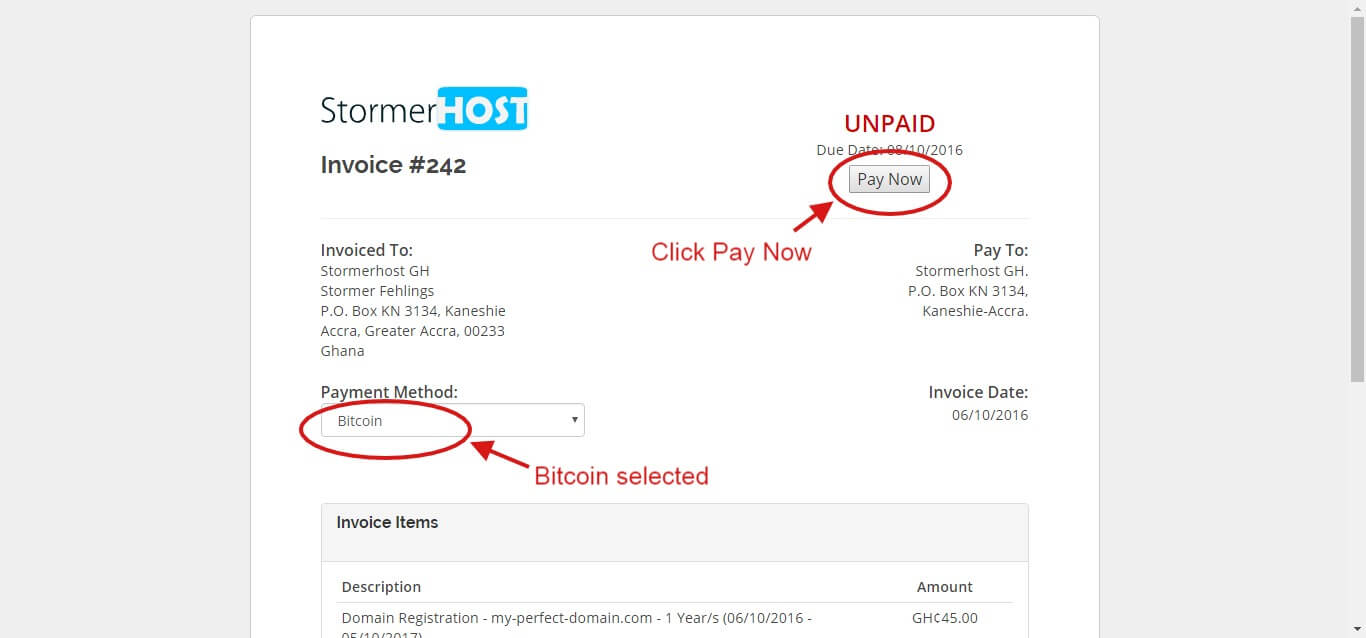 StormerHOST
UNPAID
Due Date: 08/10/2016
Invoice #242
Pay Now
Click Pay Now
Invoiced To:
Stormerhost GH
Stormer Fehlings
P.O. Box KN 3134, Kaneshie
Accra, Greater Accra, 00233
Ghana
Pay To:
Stormerhost GH.
P.O. Box KN 3134,
Kaneshie-Accra.
Payment Method:
Bitcoin
Invoice Date:
06/10/2016
Bitcoin selected
Invoice Items
Description Amount
Domain Registration - my-perfect-domain.com - 1 Year/s (06/10/2016 - GH¢45.00
05/10/2017)